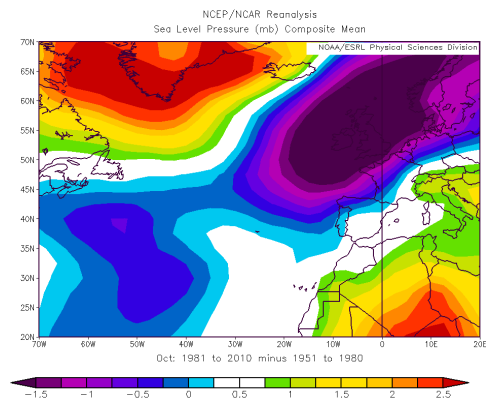 NCEP/NCAR Reanalysis
Sea Level Pressure (mb) Composite Mean
NOAA/ESRL Physical Sciences Division
70N
65N
60N
55N
50N
45N
40N
35N
30N
25N
20N
70W 60W 50W 40W 30W 20W 10W 0 10E 20E
Oct: 1981 to 2010 minus 1951 to 1980
-1.5 -1 -0.5 0 0.5 1 1.5 2 2.5